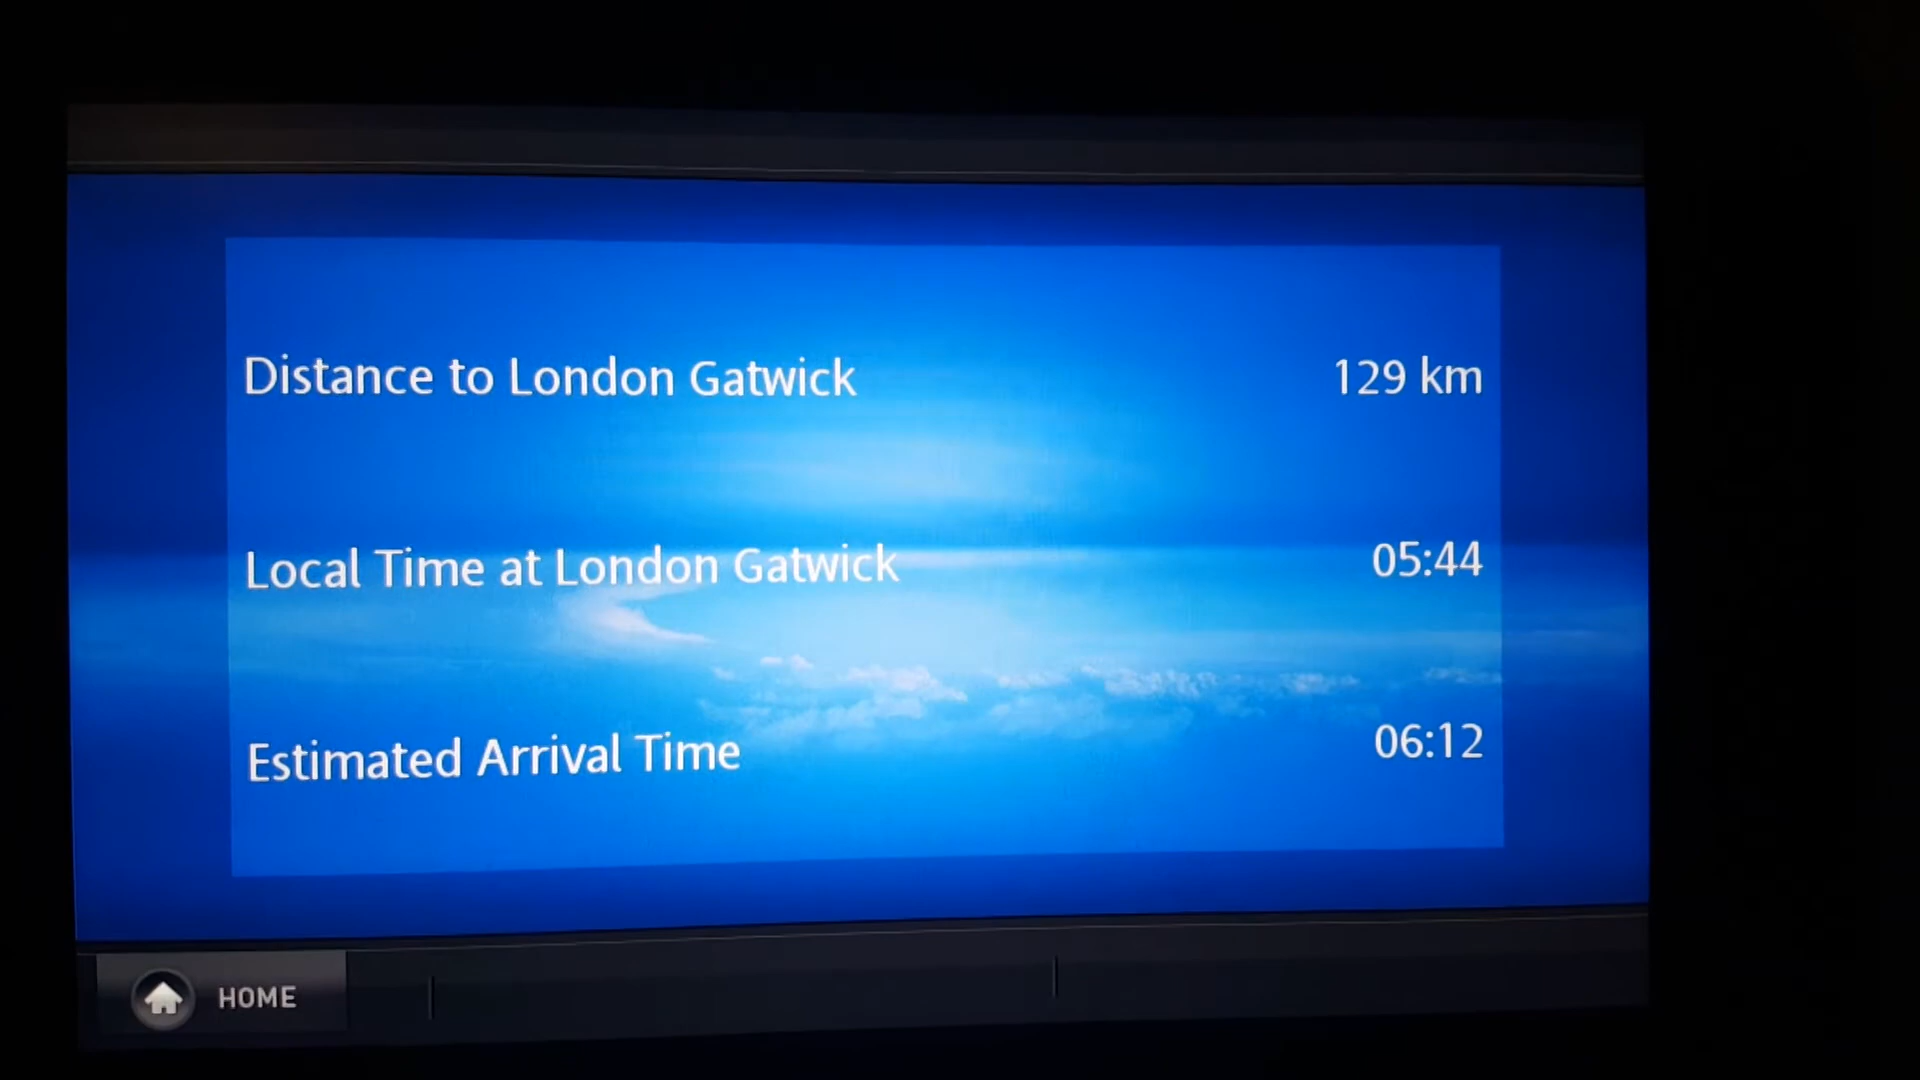 Distance to London Gatwick 129 km
Local Time at London Gatwick 05:44
Estimated Arrival Time 06:12
HOME